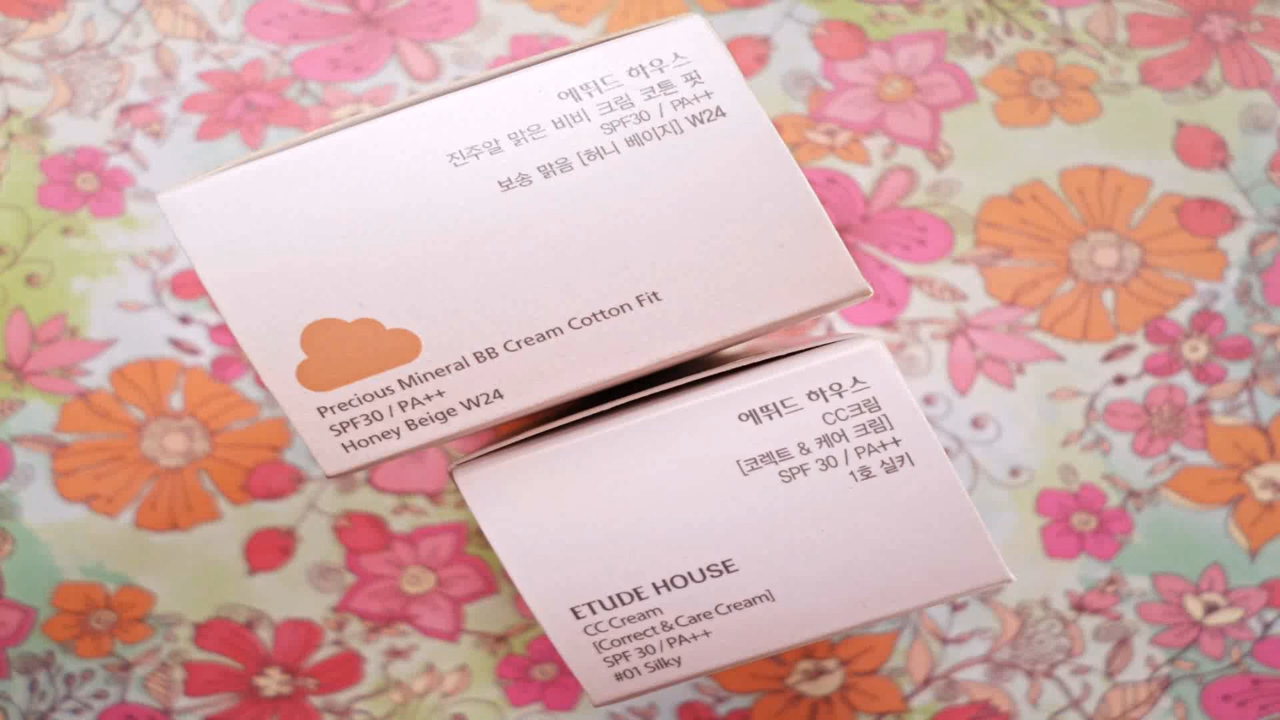 에뛰드 하우스
진주알 맑은 비비 크림 코튼 핏
SPF30 / PA++
보송 맑음 [허니 베이지] W24
Precious Mineral BB Cream Cotton Fit
SPF30 / PA++
Honey Beige W24
에뛰드 하우스
CC크림
[코렉트 & 케어 크림]
SPF 30 / PA++
1호 실키
ETUDE HOUSE
CC Cream
[Correct & Care Cream]
SPF 30 / PA++
#01 Silky